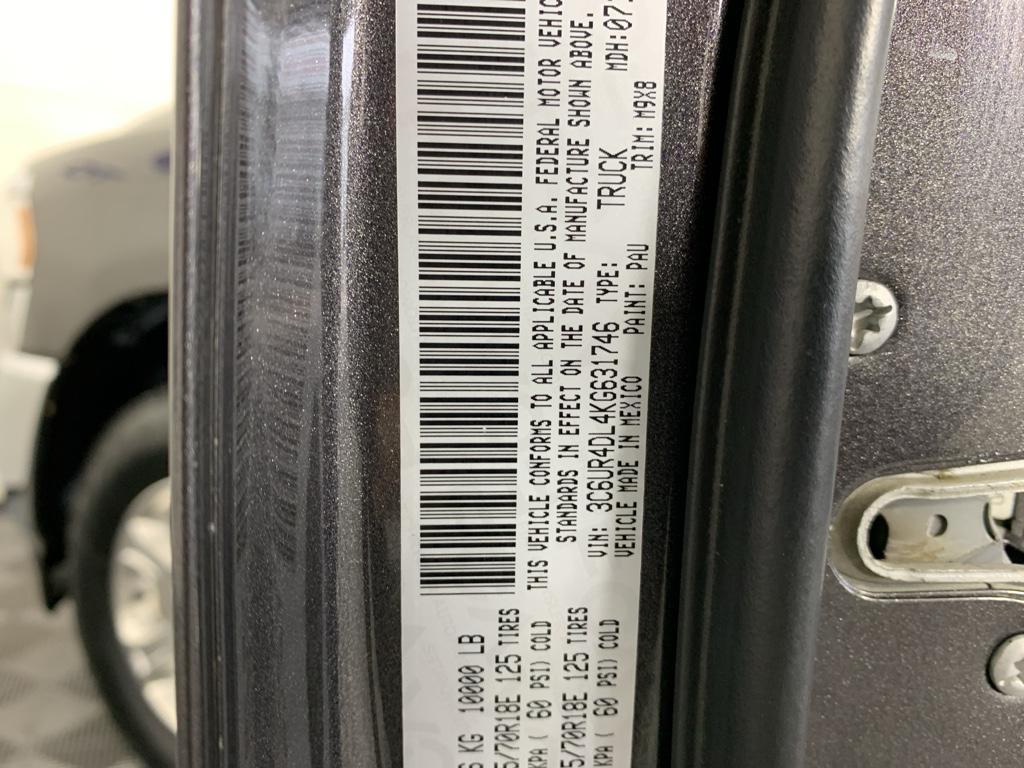 6 KG 10000 LB
5/70R18E 125 TIRES
KPA ( 60 PSI) COLD
5/70R18E 125 TIRES
KPA ( 60 PSI) COLD
THIS VEHICLE CONFORMS TO ALL APPLICABLE U.S.A. FEDERAL MOTOR VEHIC
STANDARDS IN EFFECT ON THE DATE OF MANUFACTURE SHOWN ABOVE.
VIN: 3C6UR4DL4KG631746 TYPE: TRUCK MDH:07
VEHICLE MADE IN MEXICO PAINT: PAU TRIM: M9X8